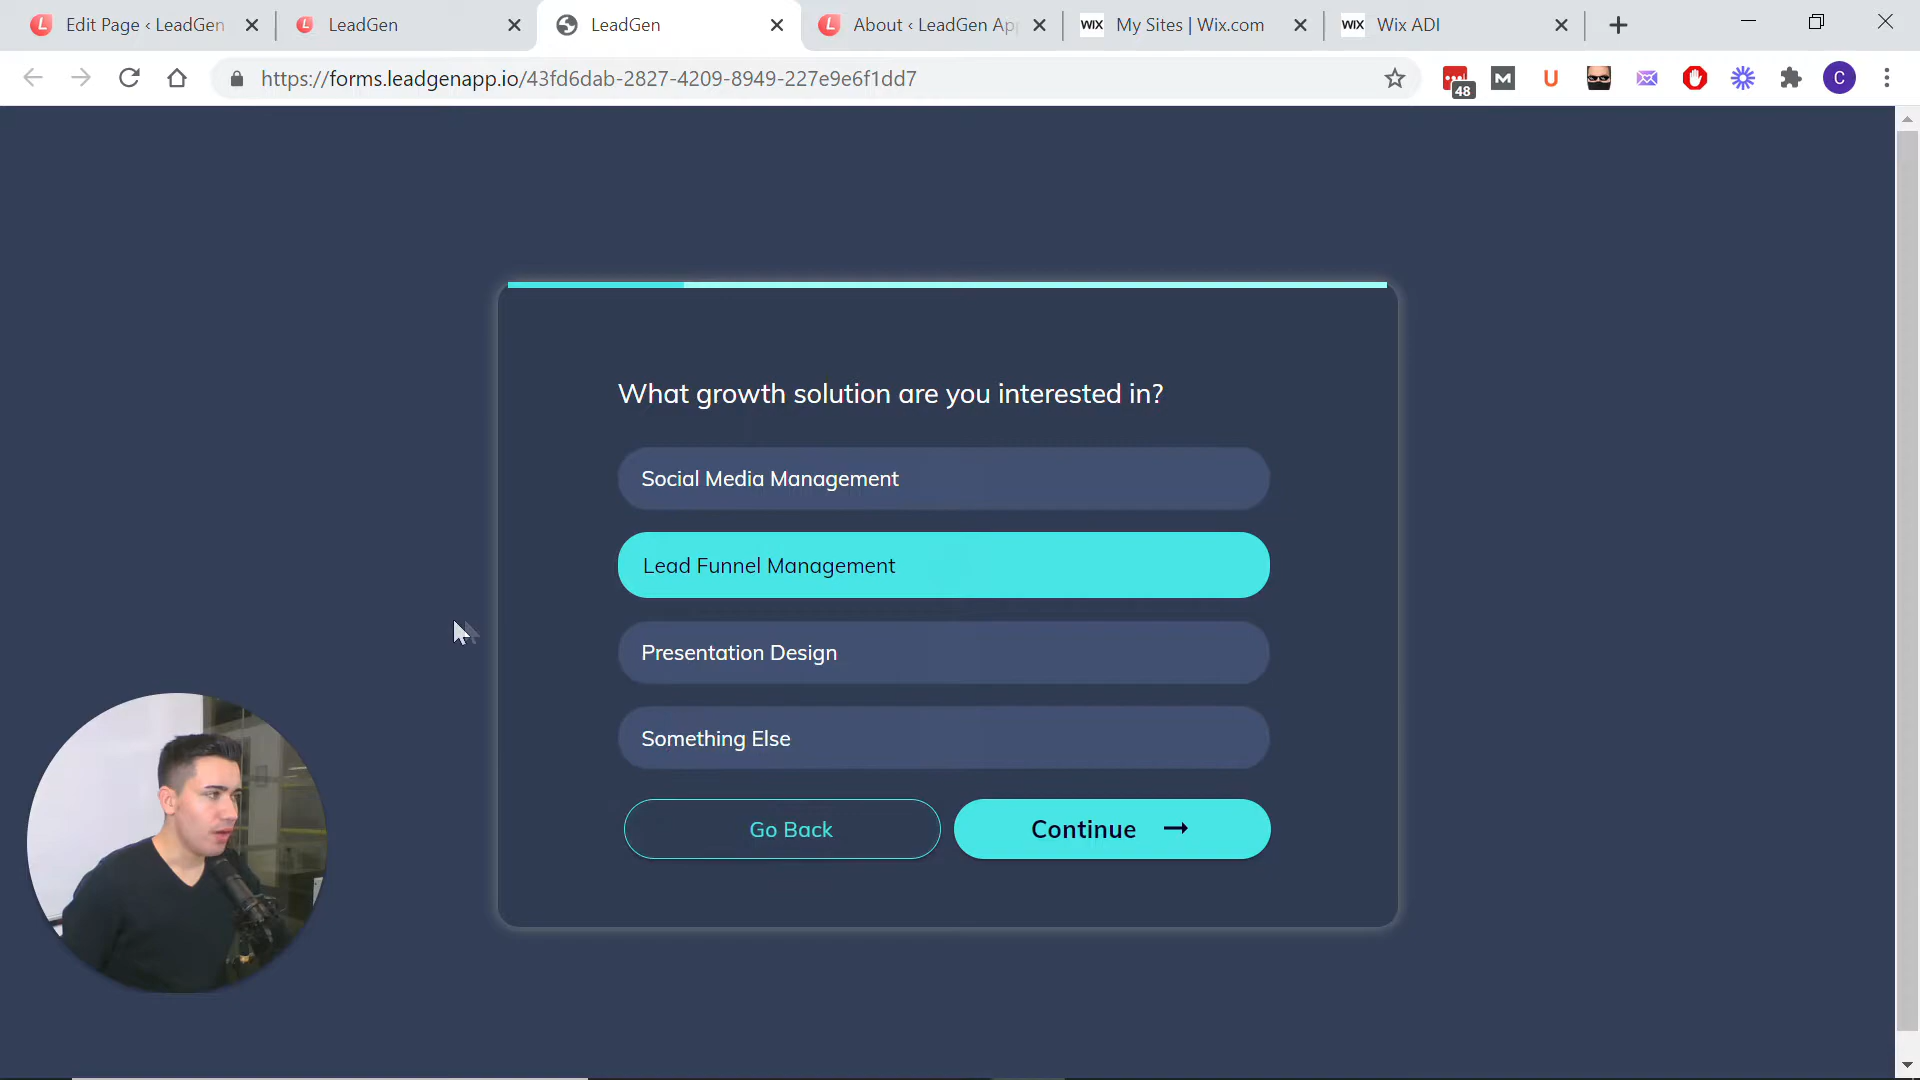 Edit Page ‹ LeadGen
LeadGen
LeadGen
About ‹ LeadGen Ap
WIX My Sites | Wix.com
WIX Wix ADI
https://forms.leadgenapp.io/43fd6dab-2827-4209-8949-227e9e6f1dd7
48
M
U
C
What growth solution are you interested in?
Social Media Management
Lead Funnel Management
Presentation Design
Something Else
Go Back
Continue